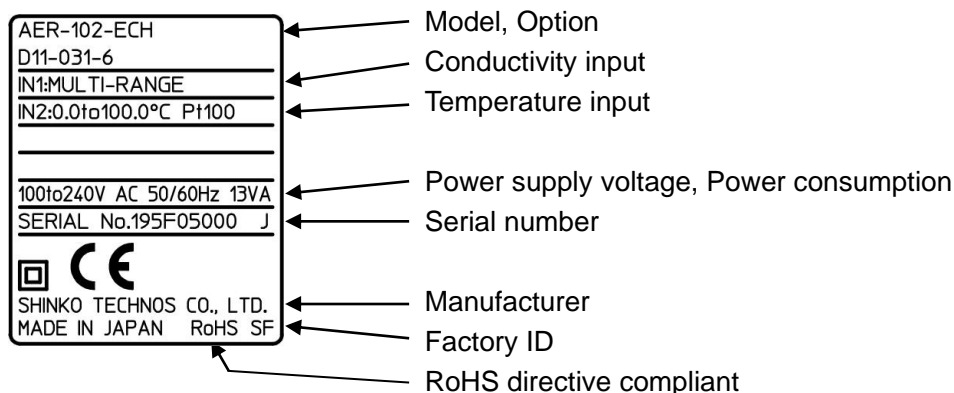 AER-102-ECH
D11-031-6
IN1:MULTI-RANGE
IN2:0.0to100.0°C Pt100
100to240V AC 50/60Hz 13VA
SERIAL No.195F05000 J
CE
SHINKO TECHNOS CO., LTD.
MADE IN JAPAN RoHS SF
Model, Option
Conductivity input
Temperature input
Power supply voltage, Power consumption
Serial number
Manufacturer
Factory ID
RoHS directive compliant